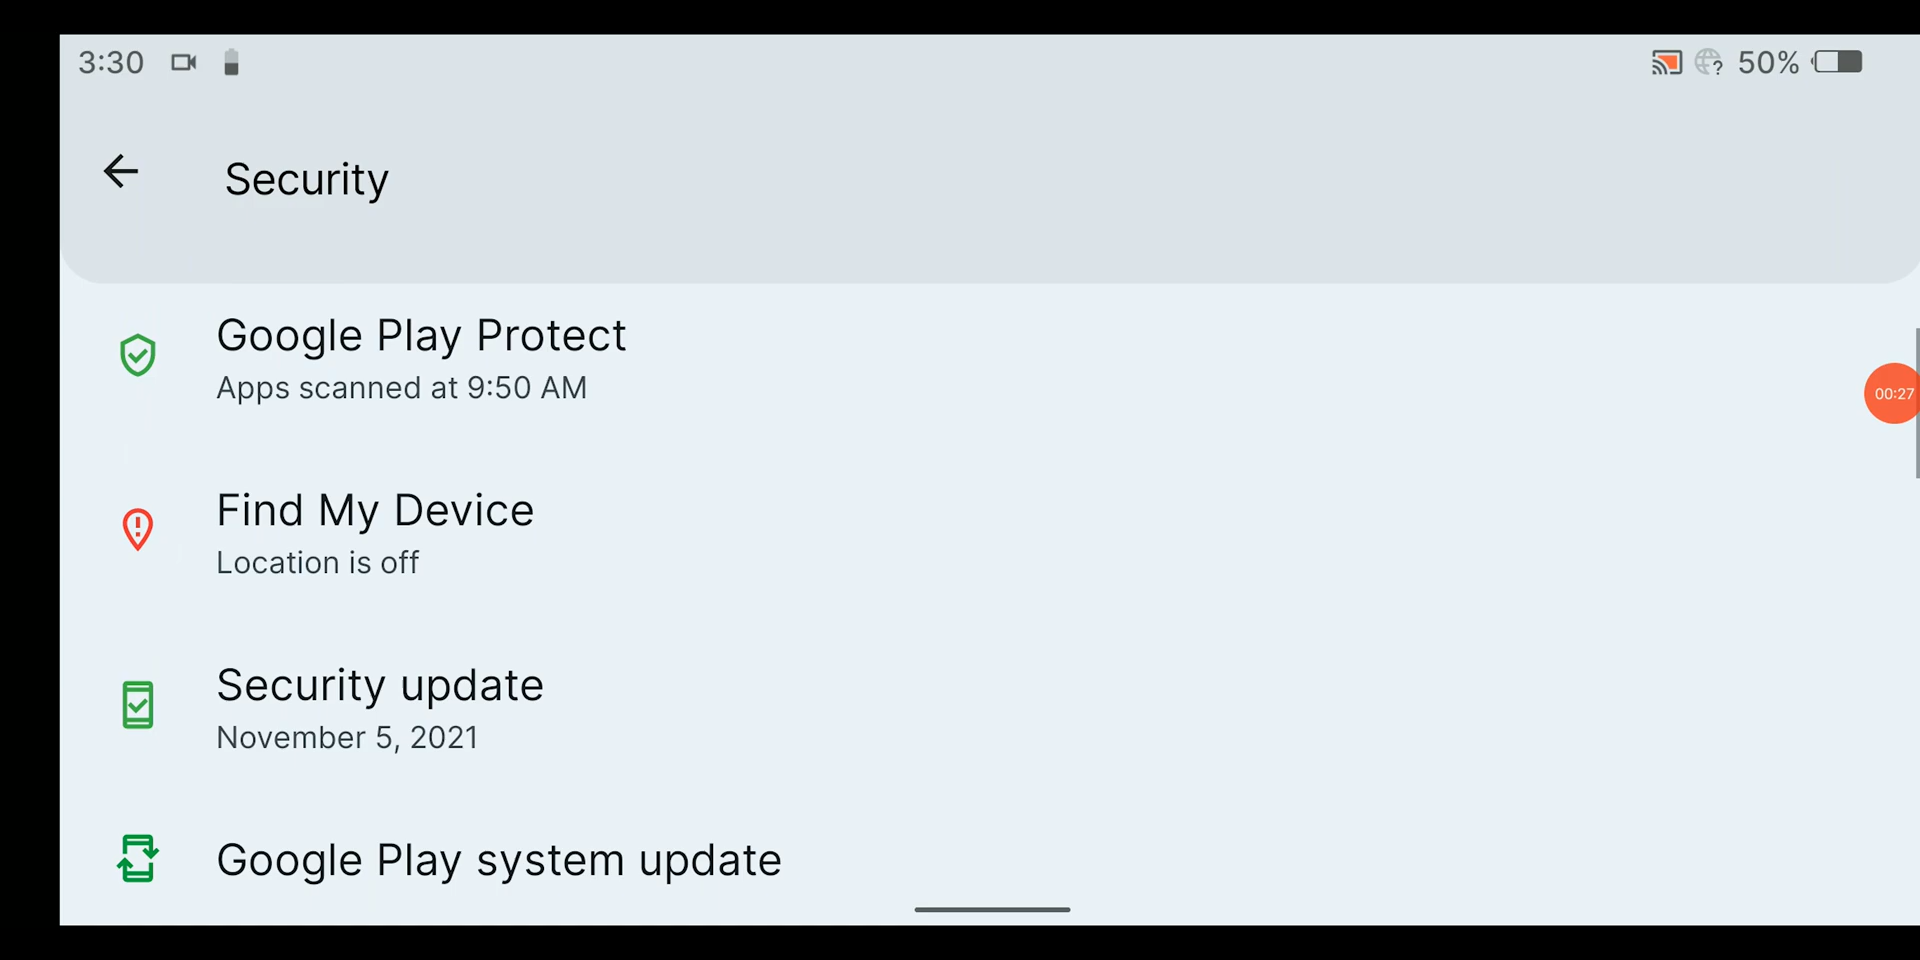 3:30
50%
Security
Google Play Protect
Apps scanned at 9:50 AM
00:27
Find My Device
Location is off
Security update
November 5, 2021
Google Play system update